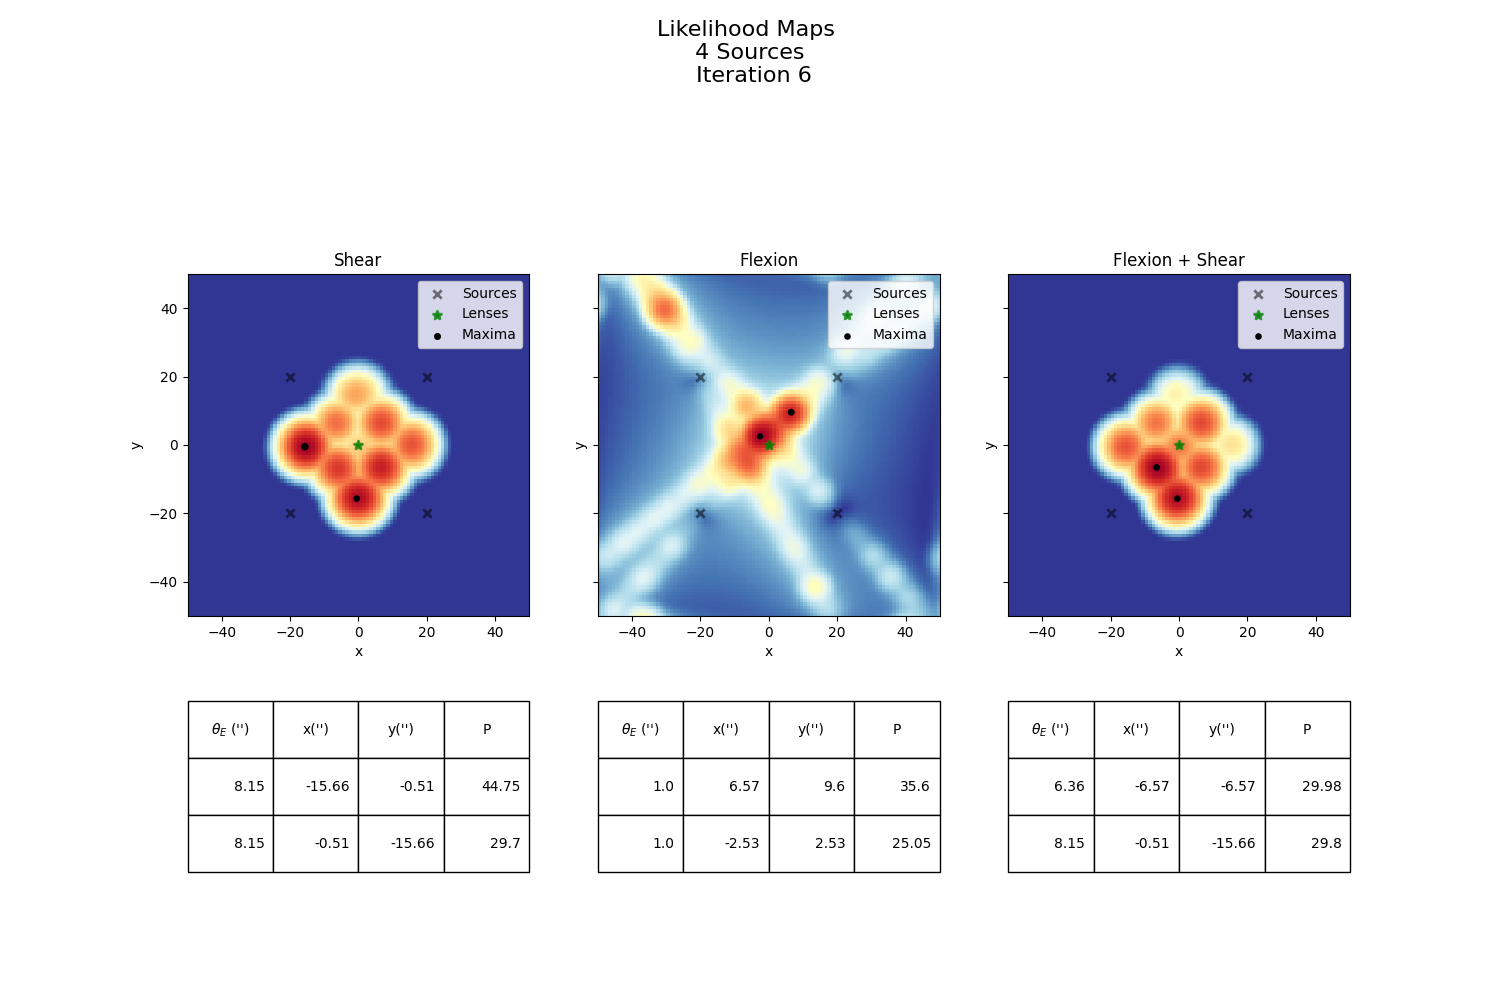 Likelihood Maps
4 Sources
Iteration 6
Shear
Flexion
Flexion + Shear
Sources
Lenses
Maxima
Sources
Lenses
Maxima
Sources
Lenses
Maxima
y
40
20
0
−20
−40
−40 −20 0 20 40
x
y
−40 −20 0 20 40
x
y
−40 −20 0 20 40
x
θE ('') x('') y('') P
8.15 -15.66 -0.51 44.75
8.15 -0.51 -15.66 29.7
θE ('') x('') y('') P
1.0 6.57 9.6 35.6
1.0 -2.53 2.53 25.05
θE ('') x('') y('') P
6.36 -6.57 -6.57 29.98
8.15 -0.51 -15.66 29.8